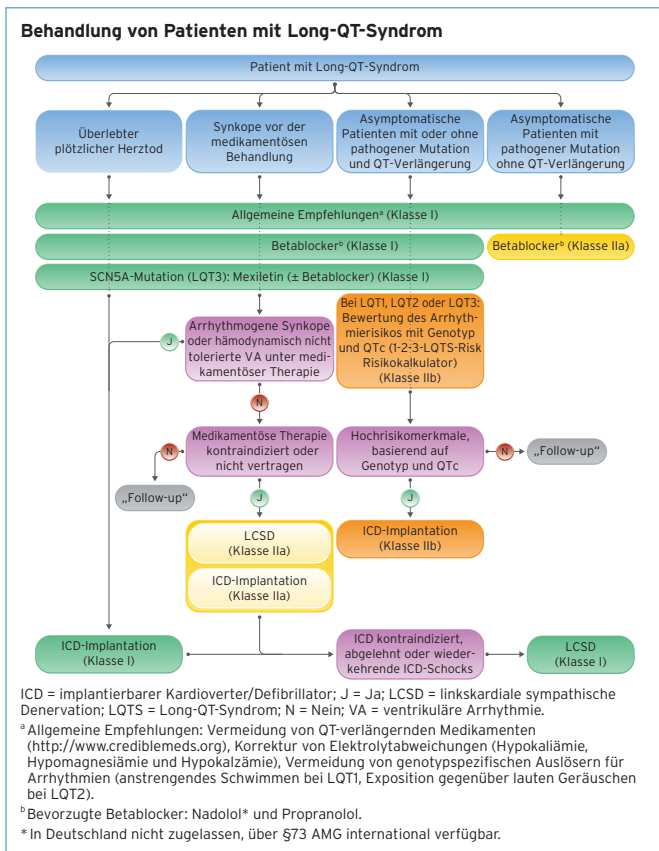 Behandlung von Patienten mit Long-QT-Syndrom
Patient mit Long-QT-Syndrom
Überlebter
plötzlicher Herztod
Synkope vor der
medikamentösen
Behandlung
Asymptomatische
Patienten mit oder ohne
pathogener Mutation
und QT-Verlängerung
Asymptomatische
Patienten mit
pathogener Mutation
ohne QT-Verlängerung
Allgemeine Empfehlungenᵃ (Klasse I)
Betablockerᵇ (Klasse I)
Betablockerᵇ (Klasse IIa)
SCN5A-Mutation (LQT3): Mexiletin (± Betablocker) (Klasse I)
J
Arrhythmogene Synkope
oder hämodynamisch nicht
tolerierte VA unter medi-
kamentöser Therapie
Bei LQT1, LQT2 oder LQT3:
Bewertung des Arrhyth-
mierisikos mit Genotyp
und QTc (1-2-3-LQTS-Risk
Risikokalkulator)
(Klasse IIb)
N
N
Medikamentöse Therapie
kontraindiziert oder
nicht vertragen
Hochrisikomerkmale,
basierend auf
Genotyp und QTc
N
„Follow-up“
„Follow-up“
J
J
LCSD
(Klasse IIa)
ICD-Implantation
(Klasse IIa)
ICD-Implantation
(Klasse IIb)
ICD-Implantation
(Klasse I)
ICD kontraindiziert,
abgelehnt oder wieder-
kehrende ICD-Schocks
LCSD
(Klasse I)
ICD = implantierbarer Kardioverter/Defibrillator; J = Ja; LCSD = linkskardiale sympathische
Denervation; LQTS = Long-QT-Syndrom; N = Nein; VA = ventrikuläre Arrhythmie.
ᵃ Allgemeine Empfehlungen: Vermeidung von QT-verlängernden Medikamenten
(http://www.crediblemeds.org), Korrektur von Elektrolytabweichungen (Hypokaliämie,
Hypomagnesiämie und Hypokalzämie), Vermeidung von genotypspezifischen Auslösern für
Arrhythmien (anstrengendes Schwimmen bei LQT1, Exposition gegenüber lauten Geräuschen
bei LQT2).
ᵇ Bevorzugte Betablocker: Nadolol* und Propranolol.
* In Deutschland nicht zugelassen, über §73 AMG international verfügbar.